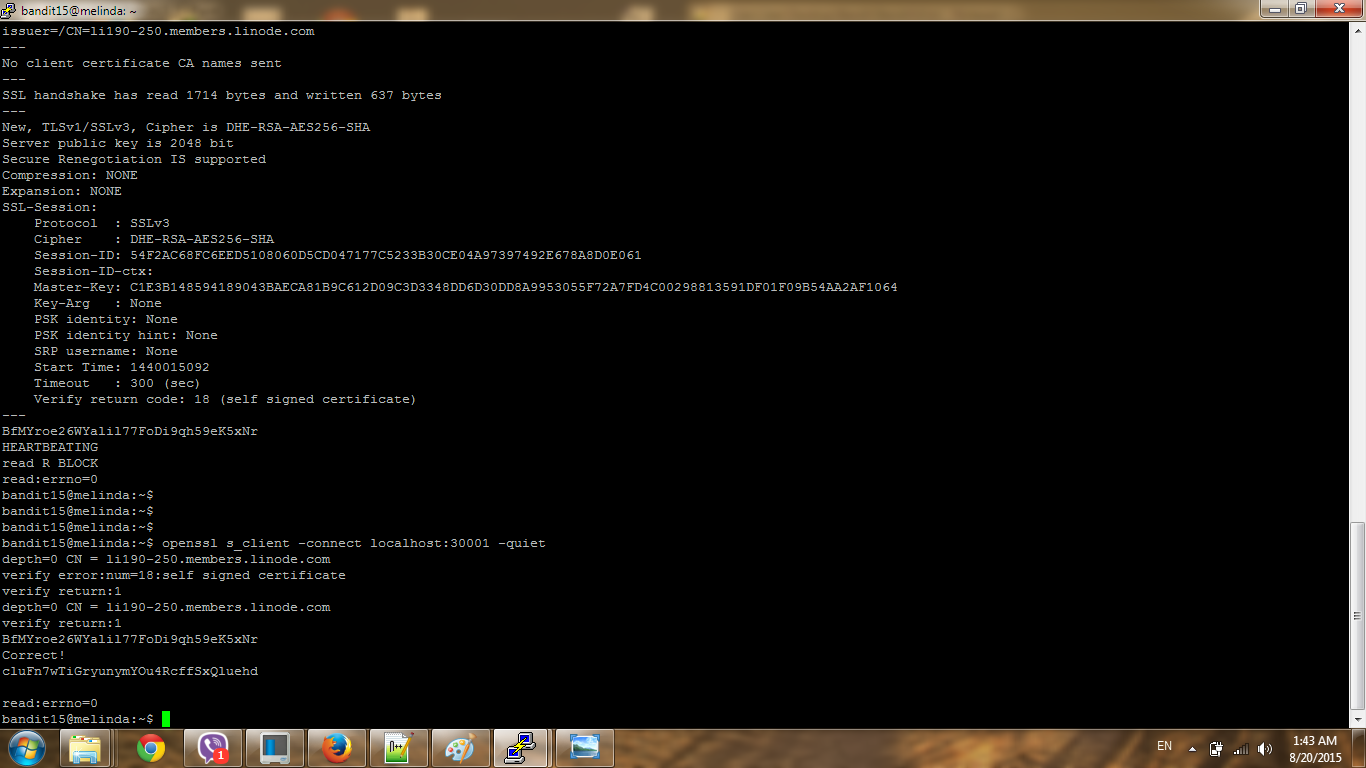 bandit15@melinda: ~
issuer=/CN=li190-250.members.linode.com
---
No client certificate CA names sent
---
SSL handshake has read 1714 bytes and written 637 bytes
---
New, TLSv1/SSLv3, Cipher is DHE-RSA-AES256-SHA
Server public key is 2048 bit
Secure Renegotiation IS supported
Compression: NONE
Expansion: NONE
SSL-Session:
    Protocol  : SSLv3
    Cipher    : DHE-RSA-AES256-SHA
    Session-ID: 54F2AC68FC6EED5108060D5CD047177C5233B30CE04A97397492E678A8D0E061
    Session-ID-ctx:
    Master-Key: C1E3B148594189043BAECA81B9C612D09C3D3348DD6D30DD8A9953055F72A7FD4C00298813591DF01F09B54AA2AF1064
    Key-Arg   : None
    PSK identity: None
    PSK identity hint: None
    SRP username: None
    Start Time: 1440015092
    Timeout   : 300 (sec)
    Verify return code: 18 (self signed certificate)
---
BfMYroe26WYalil77FoDi9qh59eK5xNr
HEARTBEATING
read R BLOCK
read:errno=0
bandit15@melinda:~$
bandit15@melinda:~$
bandit15@melinda:~$
bandit15@melinda:~$ openssl s_client -connect localhost:30001 -quiet
depth=0 CN = li190-250.members.linode.com
verify error:num=18:self signed certificate
verify return:1
depth=0 CN = li190-250.members.linode.com
verify return:1
BfMYroe26WYalil77FoDi9qh59eK5xNr
Correct!
cluFn7wTiGryunymYOu4RcffSxQluehd

read:errno=0
bandit15@melinda:~$
1
EN
1:43 AM
8/20/2015